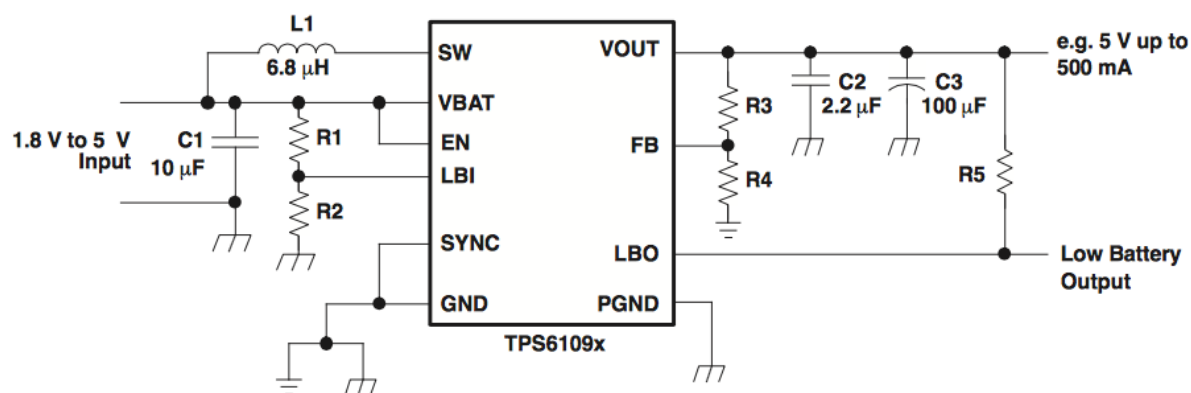 L1
6.8 µH
SW
VOUT
e.g. 5 V up to
500 mA
VBAT
1.8 V to 5 V
Input
C1
10 µF
R1
EN
LBI
R2
SYNC
GND
FB
R3
R4
C2
2.2 µF
C3
100 µF
R5
LBO
Low Battery
Output
PGND
TPS6109x